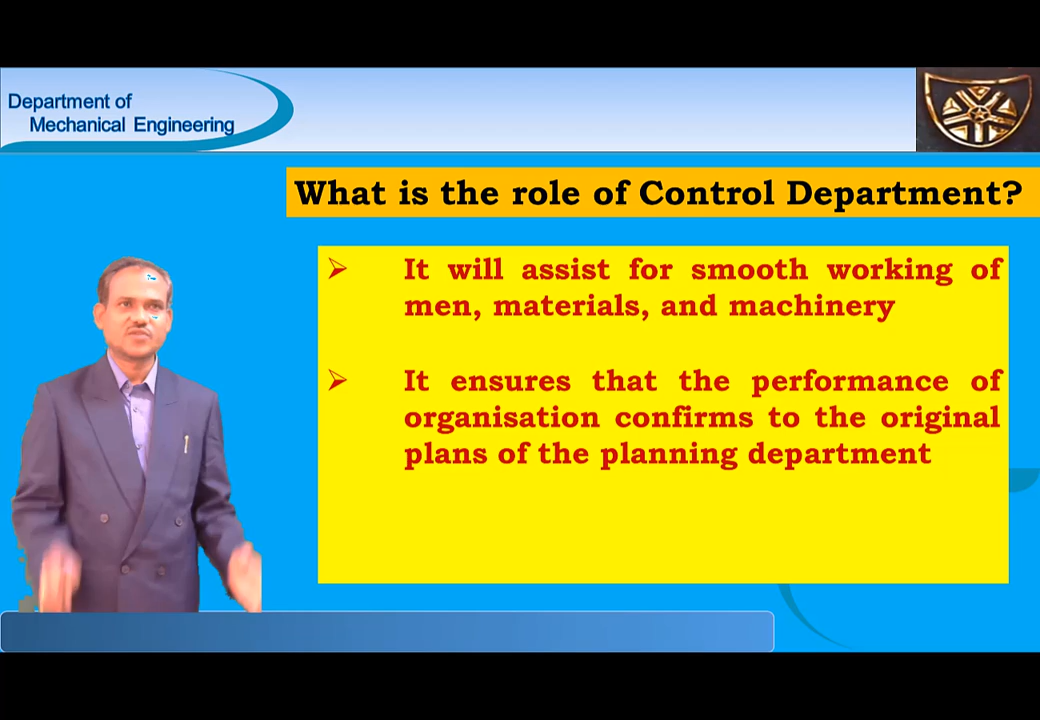 Department of
Mechanical Engineering
What is the role of Control Department?
➢ It will assist for smooth working of
men, materials, and machinery
➢ It ensures that the performance of
organisation confirms to the original
plans of the planning department